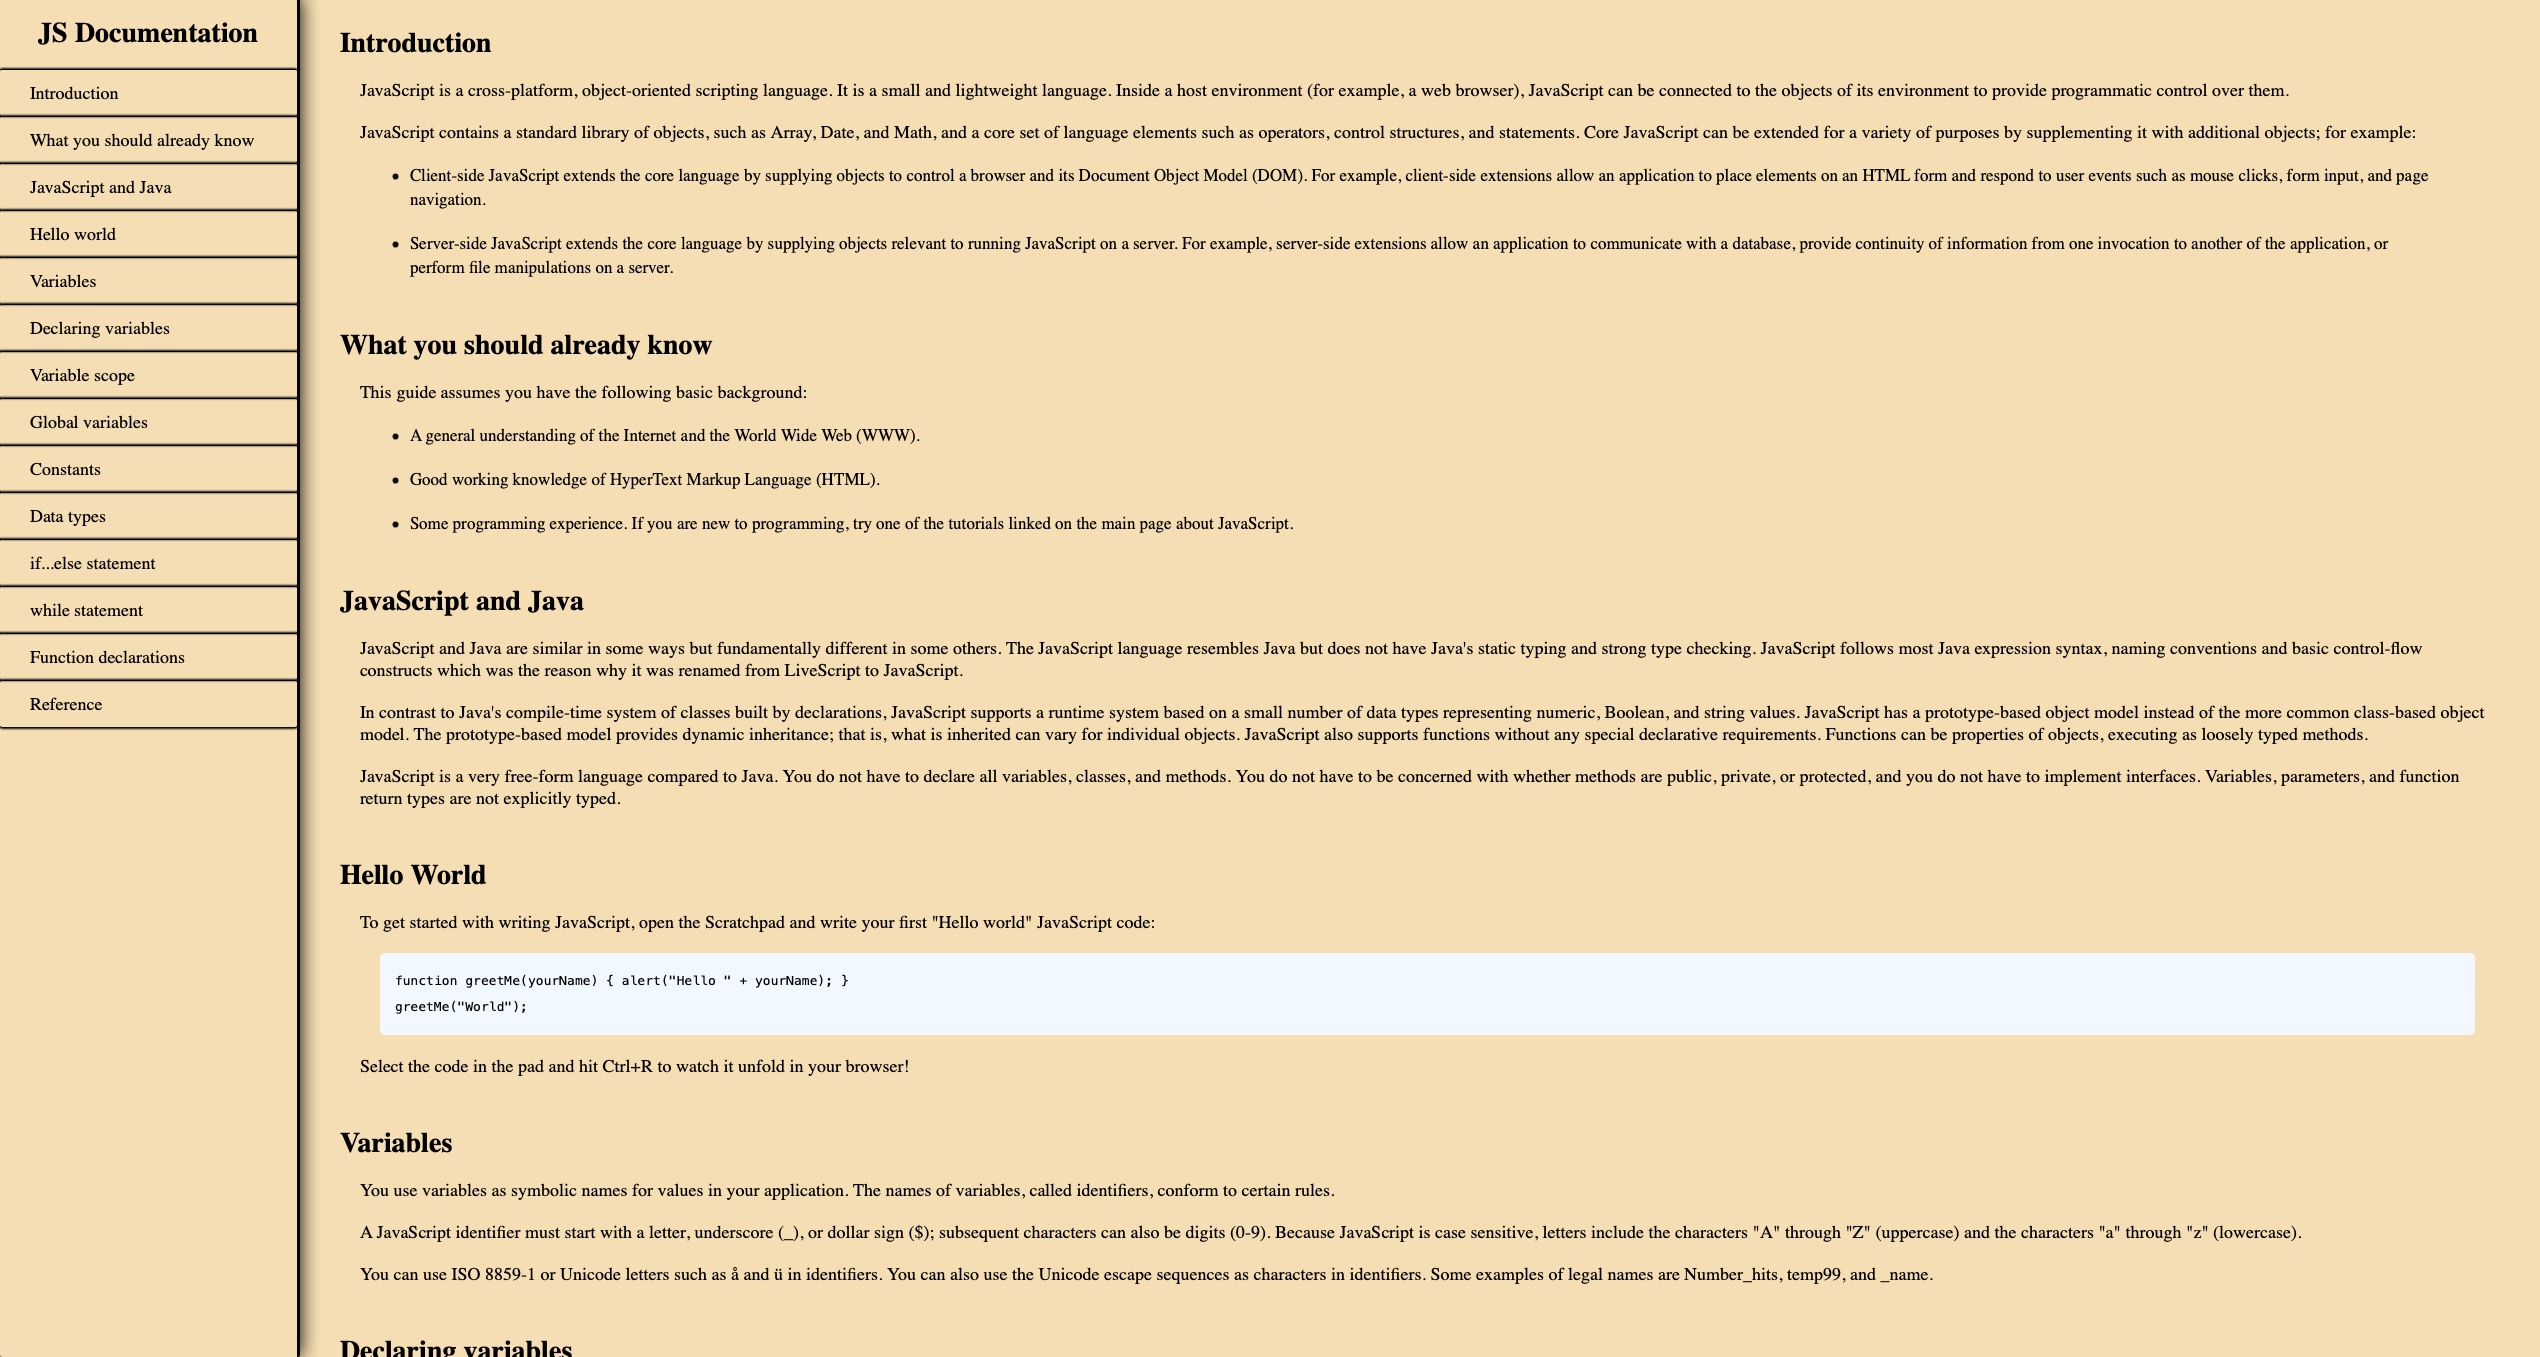 JS Documentation
Introduction
What you should already know
JavaScript and Java
Hello world
Variables
Declaring variables
Variable scope
Global variables
Constants
Data types
if...else statement
while statement
Function declarations
Reference
Introduction
JavaScript is a cross-platform, object-oriented scripting language. It is a small and lightweight language. Inside a host environment (for example, a web browser), JavaScript can be connected to the objects of its environment to provide programmatic control over them.
JavaScript contains a standard library of objects, such as Array, Date, and Math, and a core set of language elements such as operators, control structures, and statements. Core JavaScript can be extended for a variety of purposes by supplementing it with additional objects; for example:
• Client-side JavaScript extends the core language by supplying objects to control a browser and its Document Object Model (DOM). For example, client-side extensions allow an application to place elements on an HTML form and respond to user events such as mouse clicks, form input, and page
navigation.
• Server-side JavaScript extends the core language by supplying objects relevant to running JavaScript on a server. For example, server-side extensions allow an application to communicate with a database, provide continuity of information from one invocation to another of the application, or
perform file manipulations on a server.
What you should already know
This guide assumes you have the following basic background:
• A general understanding of the Internet and the World Wide Web (WWW).
• Good working knowledge of HyperText Markup Language (HTML).
• Some programming experience. If you are new to programming, try one of the tutorials linked on the main page about JavaScript.
JavaScript and Java
JavaScript and Java are similar in some ways but fundamentally different in some others. The JavaScript language resembles Java but does not have Java's static typing and strong type checking. JavaScript follows most Java expression syntax, naming conventions and basic control-flow
constructs which was the reason why it was renamed from LiveScript to JavaScript.
In contrast to Java's compile-time system of classes built by declarations, JavaScript supports a runtime system based on a small number of data types representing numeric, Boolean, and string values. JavaScript has a prototype-based object model instead of the more common class-based object
model. The prototype-based model provides dynamic inheritance; that is, what is inherited can vary for individual objects. JavaScript also supports functions without any special declarative requirements. Functions can be properties of objects, executing as loosely typed methods.
JavaScript is a very free-form language compared to Java. You do not have to declare all variables, classes, and methods. You do not have to be concerned with whether methods are public, private, or protected, and you do not have to implement interfaces. Variables, parameters, and function
return types are not explicitly typed.
Hello World
To get started with writing JavaScript, open the Scratchpad and write your first "Hello world" JavaScript code:
function greetMe(yourName) { alert("Hello " + yourName); }
greetMe("World");
Select the code in the pad and hit Ctrl+R to watch it unfold in your browser!
Variables
You use variables as symbolic names for values in your application. The names of variables, called identifiers, conform to certain rules.
A JavaScript identifier must start with a letter, underscore (_), or dollar sign ($); subsequent characters can also be digits (0-9). Because JavaScript is case sensitive, letters include the characters "A" through "Z" (uppercase) and the characters "a" through "z" (lowercase).
You can use ISO 8859-1 or Unicode letters such as å and ü in identifiers. You can also use the Unicode escape sequences as characters in identifiers. Some examples of legal names are Number_hits, temp99, and _name.
Declaring variables